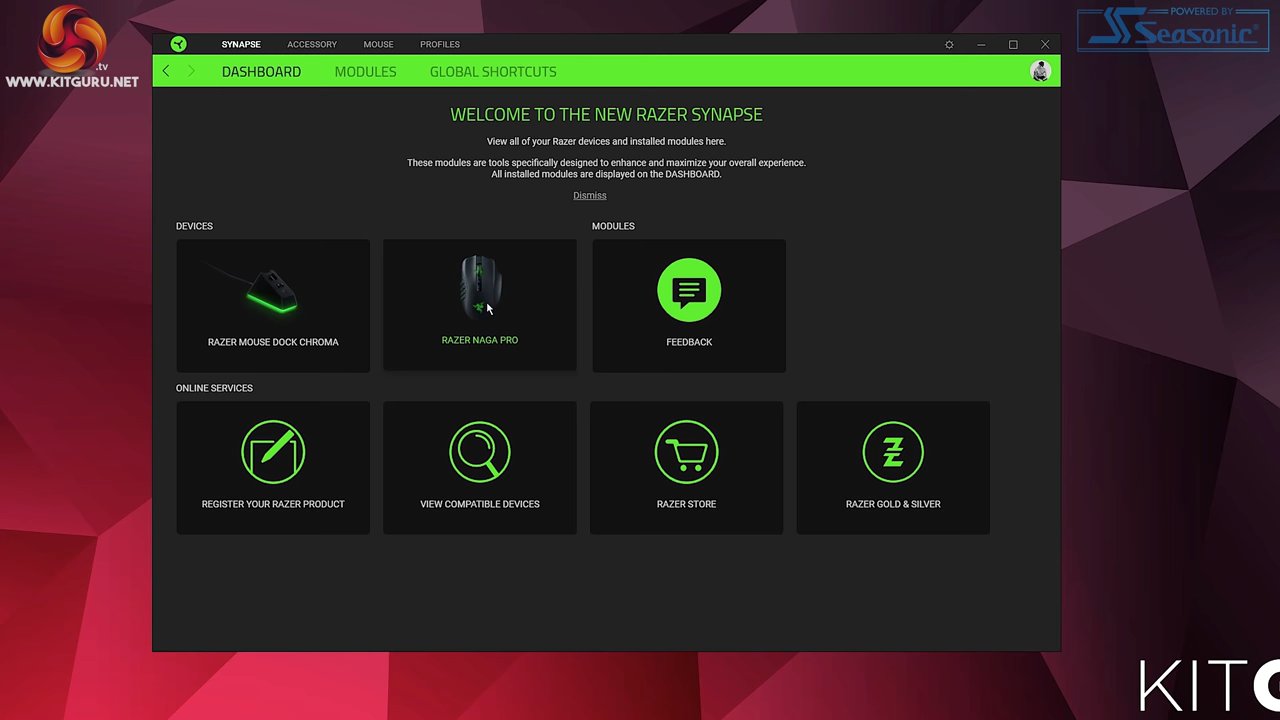 .tv
WWW.KITGURU.NET
POWERED BY
Seasonic
SYNAPSE ACCESSORY MOUSE PROFILES
DASHBOARD MODULES GLOBAL SHORTCUTS
WELCOME TO THE NEW RAZER SYNAPSE
View all of your Razer devices and installed modules here.
These modules are tools specifically designed to enhance and maximize your overall experience.
All installed modules are displayed on the DASHBOARD.
Dismiss
DEVICES MODULES
RAZER MOUSE DOCK CHROMA RAZER NAGA PRO FEEDBACK
ONLINE SERVICES
REGISTER YOUR RAZER PRODUCT VIEW COMPATIBLE DEVICES RAZER STORE RAZER GOLD & SILVER
KITG